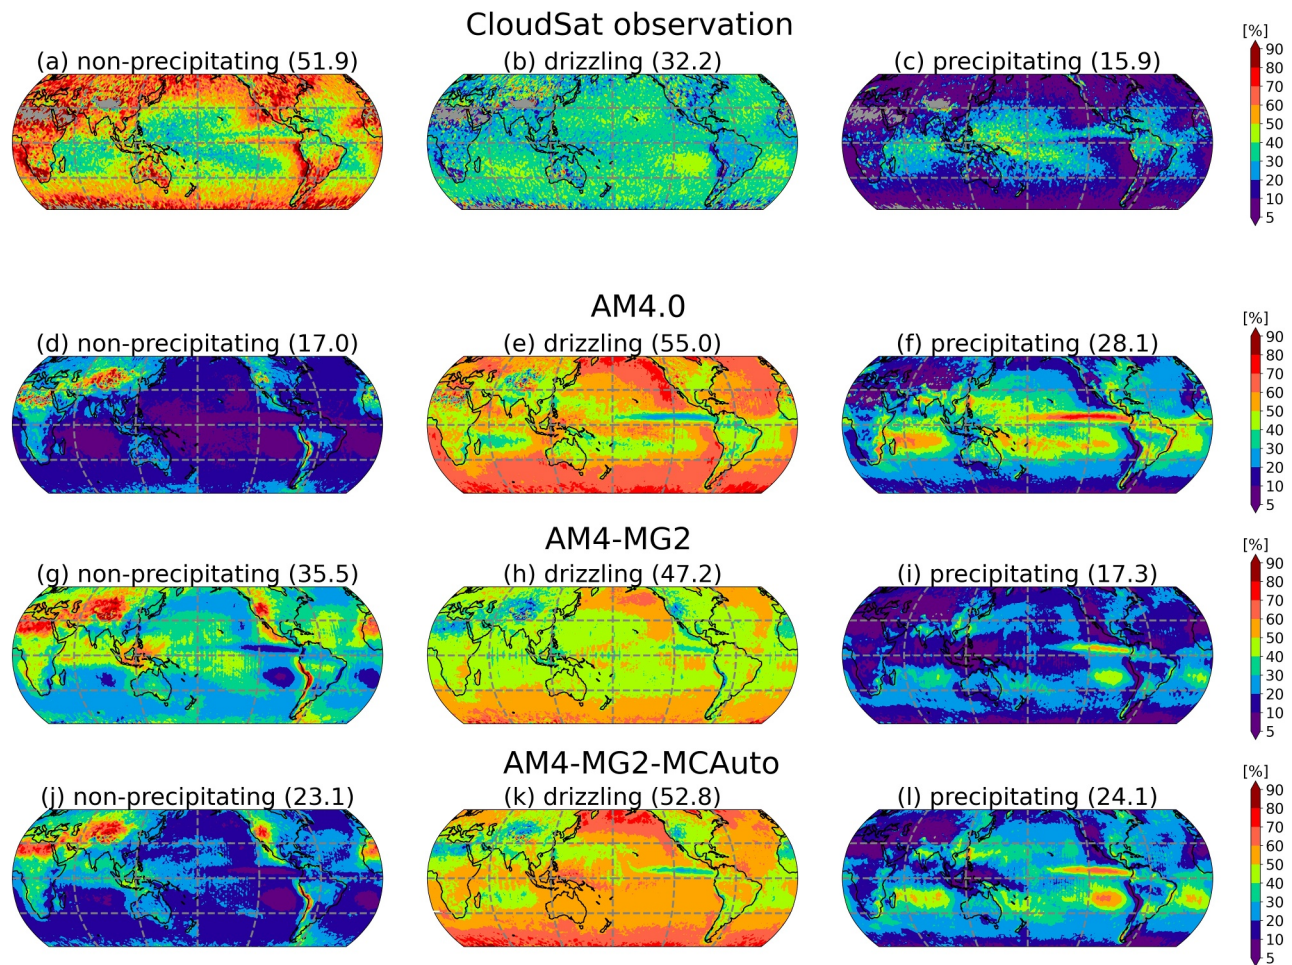 CloudSat observation
(a) non-precipitating (51.9)
(b) drizzling (32.2)
(c) precipitating (15.9)
[%]
90
80
70
60
50
40
30
20
10
5
AM4.0
(d) non-precipitating (17.0)
(e) drizzling (55.0)
(f) precipitating (28.1)
[%]
90
80
70
60
50
40
30
20
10
5
AM4-MG2
(g) non-precipitating (35.5)
(h) drizzling (47.2)
(i) precipitating (17.3)
[%]
90
80
70
60
50
40
30
20
10
5
AM4-MG2-MCAuto
(j) non-precipitating (23.1)
(k) drizzling (52.8)
(l) precipitating (24.1)
[%]
90
80
70
60
50
40
30
20
10
5